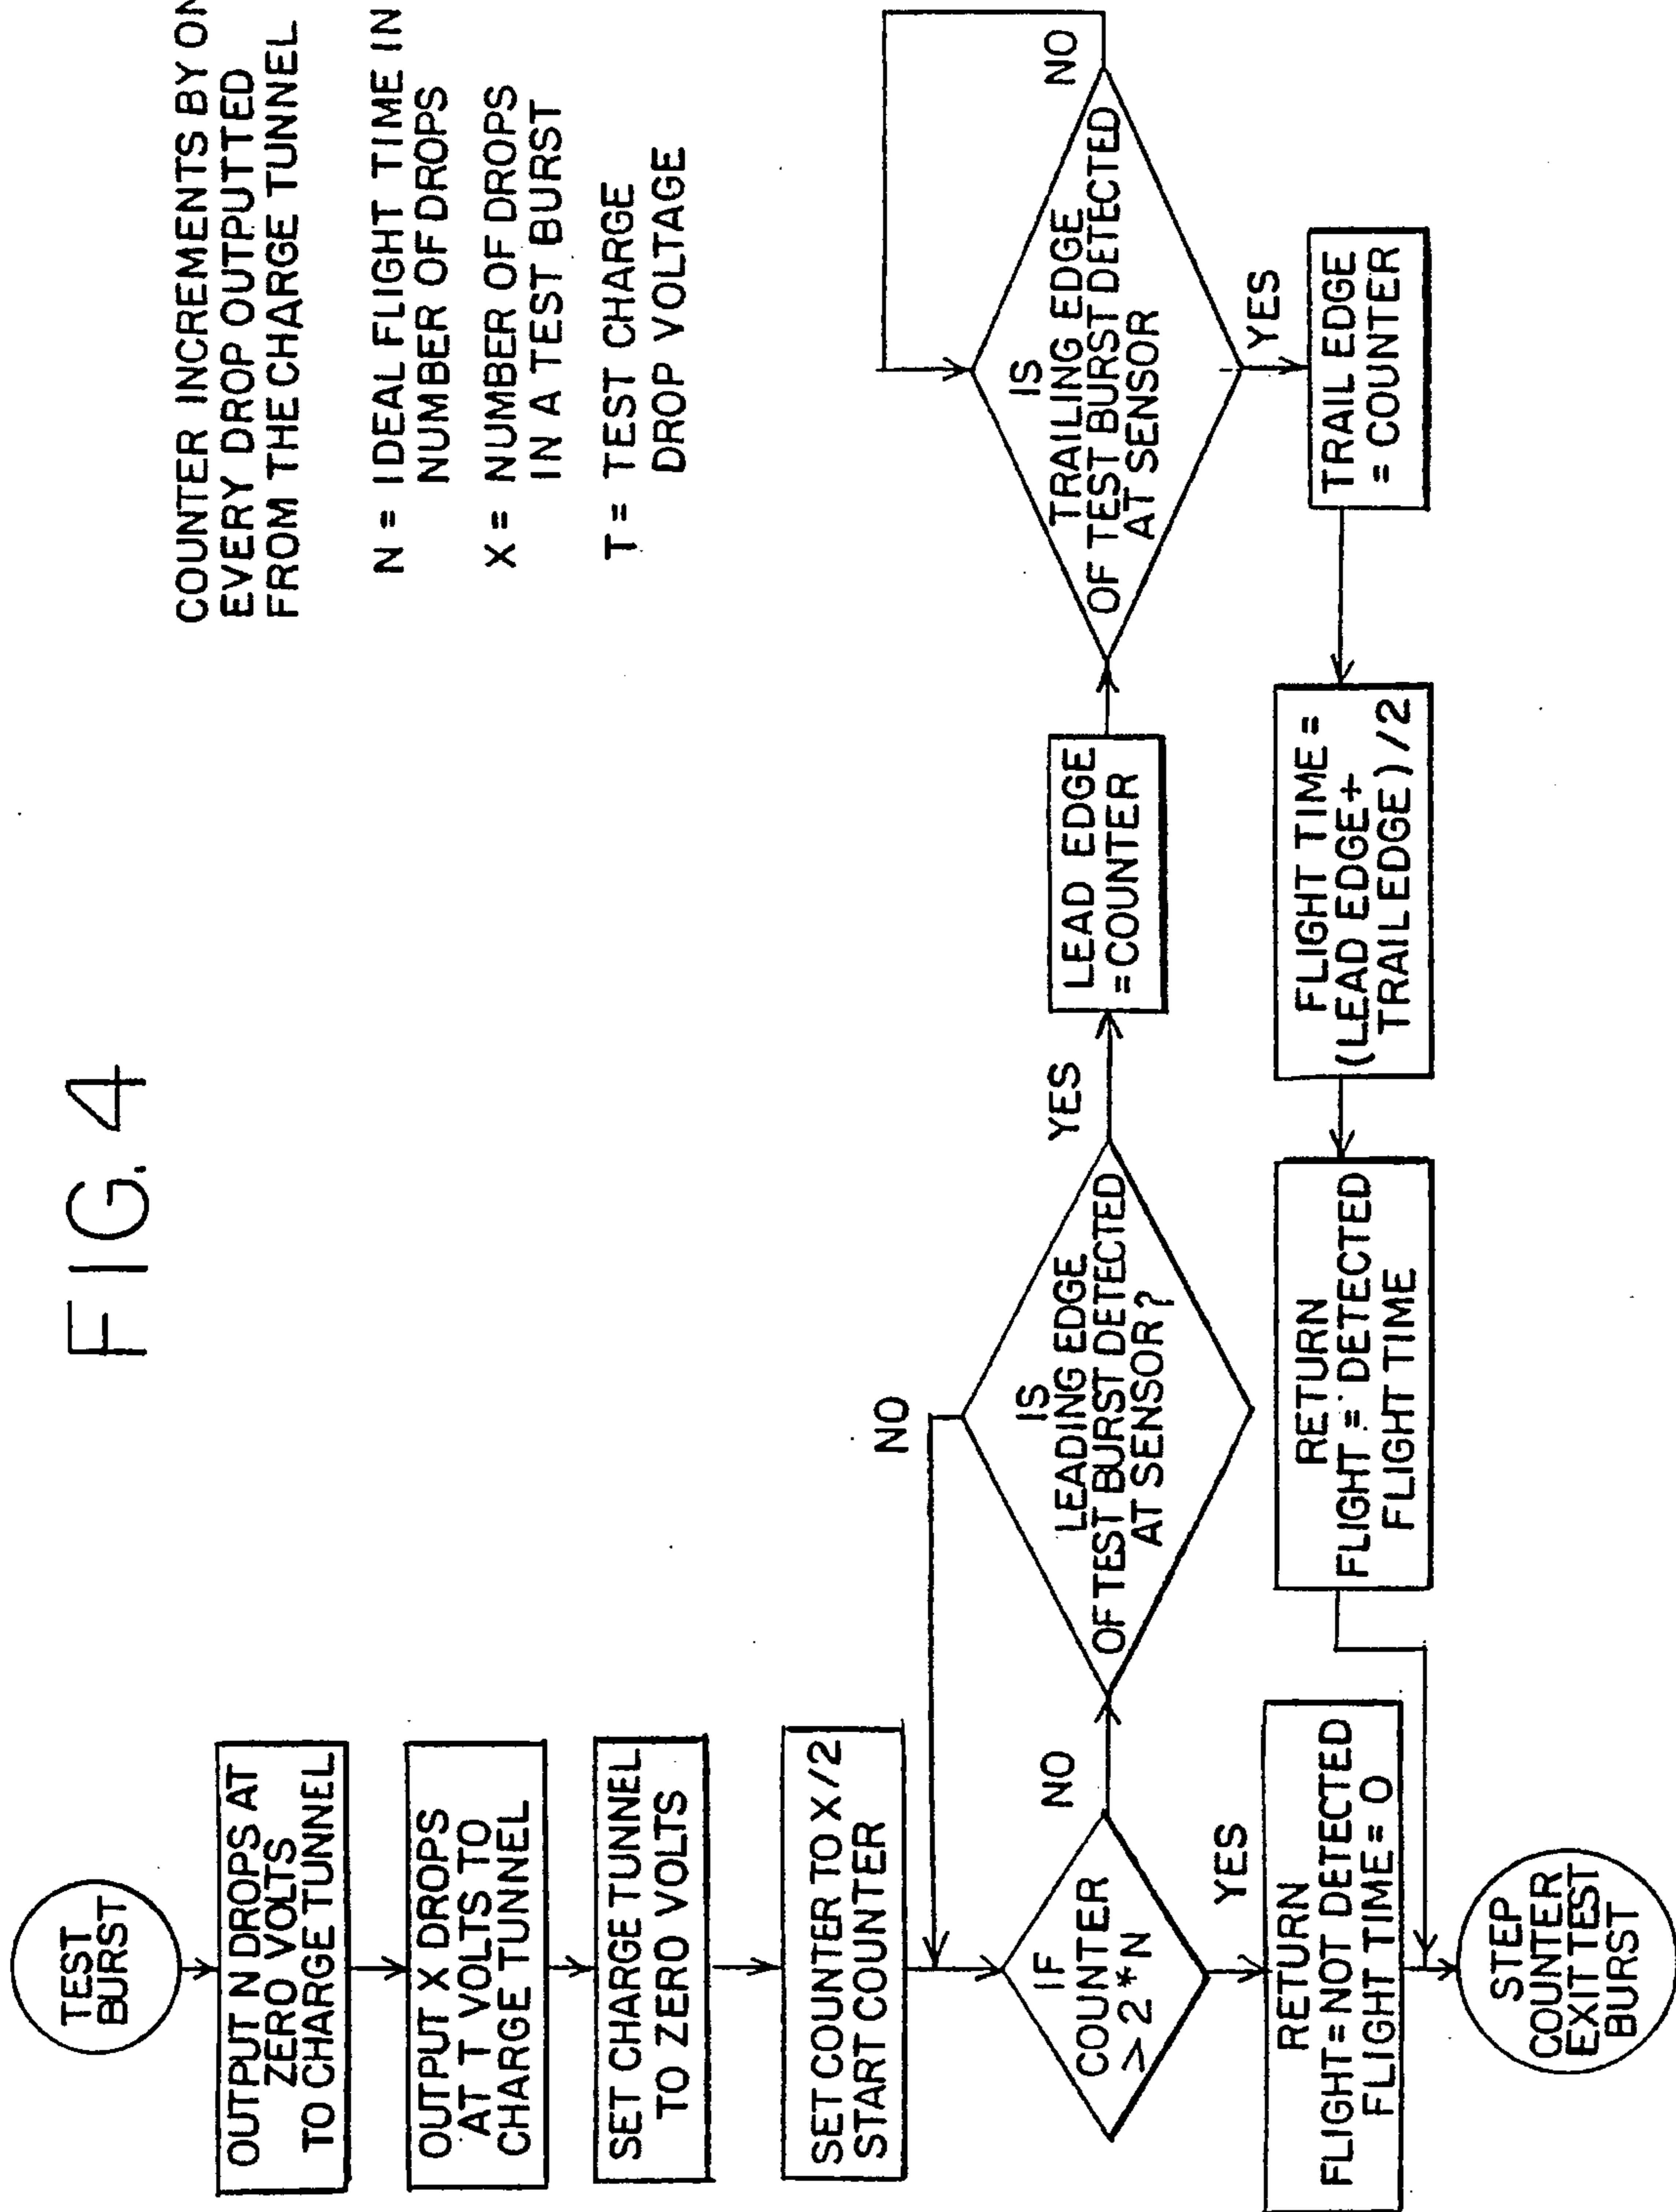 FIG. 4
TEST
BURST
OUTPUT N DROPS AT
ZERO VOLTS
TO CHARGE TUNNEL
OUTPUT X DROPS
AT T VOLTS TO
CHARGE TUNNEL
SET CHARGE TUNNEL
TO ZERO VOLTS
SET COUNTER TO X/2
START COUNTER
IF
COUNTER
> 2*N
NO
YES
RETURN
FLIGHT = NOT DETECTED
FLIGHT TIME = 0
STEP
COUNTER
EXIT TEST
BURST
NO
IS
LEADING EDGE
OF TEST BURST DETECTED
AT SENSOR?
YES
LEAD EDGE
=COUNTER
IS
TRAILING EDGE
OF TEST BURST DETECTED
AT SENSOR
NO
YES
TRAIL EDGE
= COUNTER
FLIGHT TIME =
(LEAD EDGE+
TRAIL EDGE)/2
RETURN
FLIGHT = DETECTED
FLIGHT TIME
COUNTER INCREMENTS BY
EVERY DROP OUTPUTTED
FROM THE CHARGE TUNNEL
N = IDEAL FLIGHT TIME IN
NUMBER OF DROPS
X = NUMBER OF DROPS
IN A TEST BURST
T = TEST CHARGE
DROP VOLTAGE